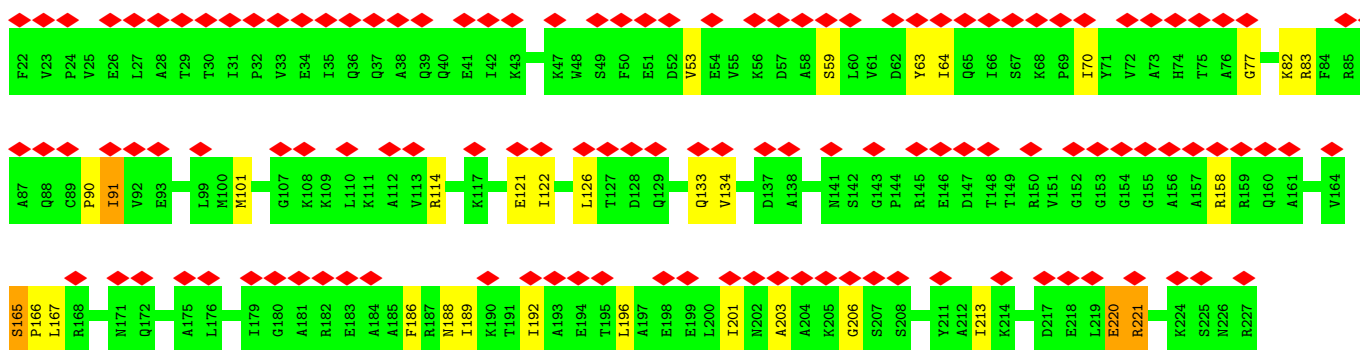 F22 V23 P24 V25 E26 L27 A28 T29 T30 I31 P32 V33 E34 I35 Q36 Q37 A38 Q39 Q40 E41 I42 K43 K47 W48 S49 F50 E51 D52 V53 E54 V55 K56 D57 A58 S59 L60 V61 D62 Y63 I64 Q65 I66 S67 K68 P69 I70 Y71 V72 A73 H74 T75 A76 G77 K82 R83 F84 R85
A87 Q88 C89 P90 I91 V92 E93 L99 M100 M101 G107 K108 K109 L110 K111 A112 V113 R114 K117 E121 I122 L126 T127 D128 Q129 Q133 V134 D137 A138 N141 S142 G143 P144 R145 E146 D147 T148 T149 R150 V151 G152 G153 G154 G155 A156 A157 R158 R159 Q160 A161 V164
S165 P166 L167 R168 N171 Q172 A175 L176 I179 G180 A181 R182 E183 A184 A185 F186 R187 N188 I189 K190 T191 I192 A193 E194 T195 L196 A197 E198 E199 L200 I201 N202 A203 A204 K205 G206 S207 S208 Y211 A212 I213 K214 D217 E218 L219 E220 R221 K224 S225 N226 R227